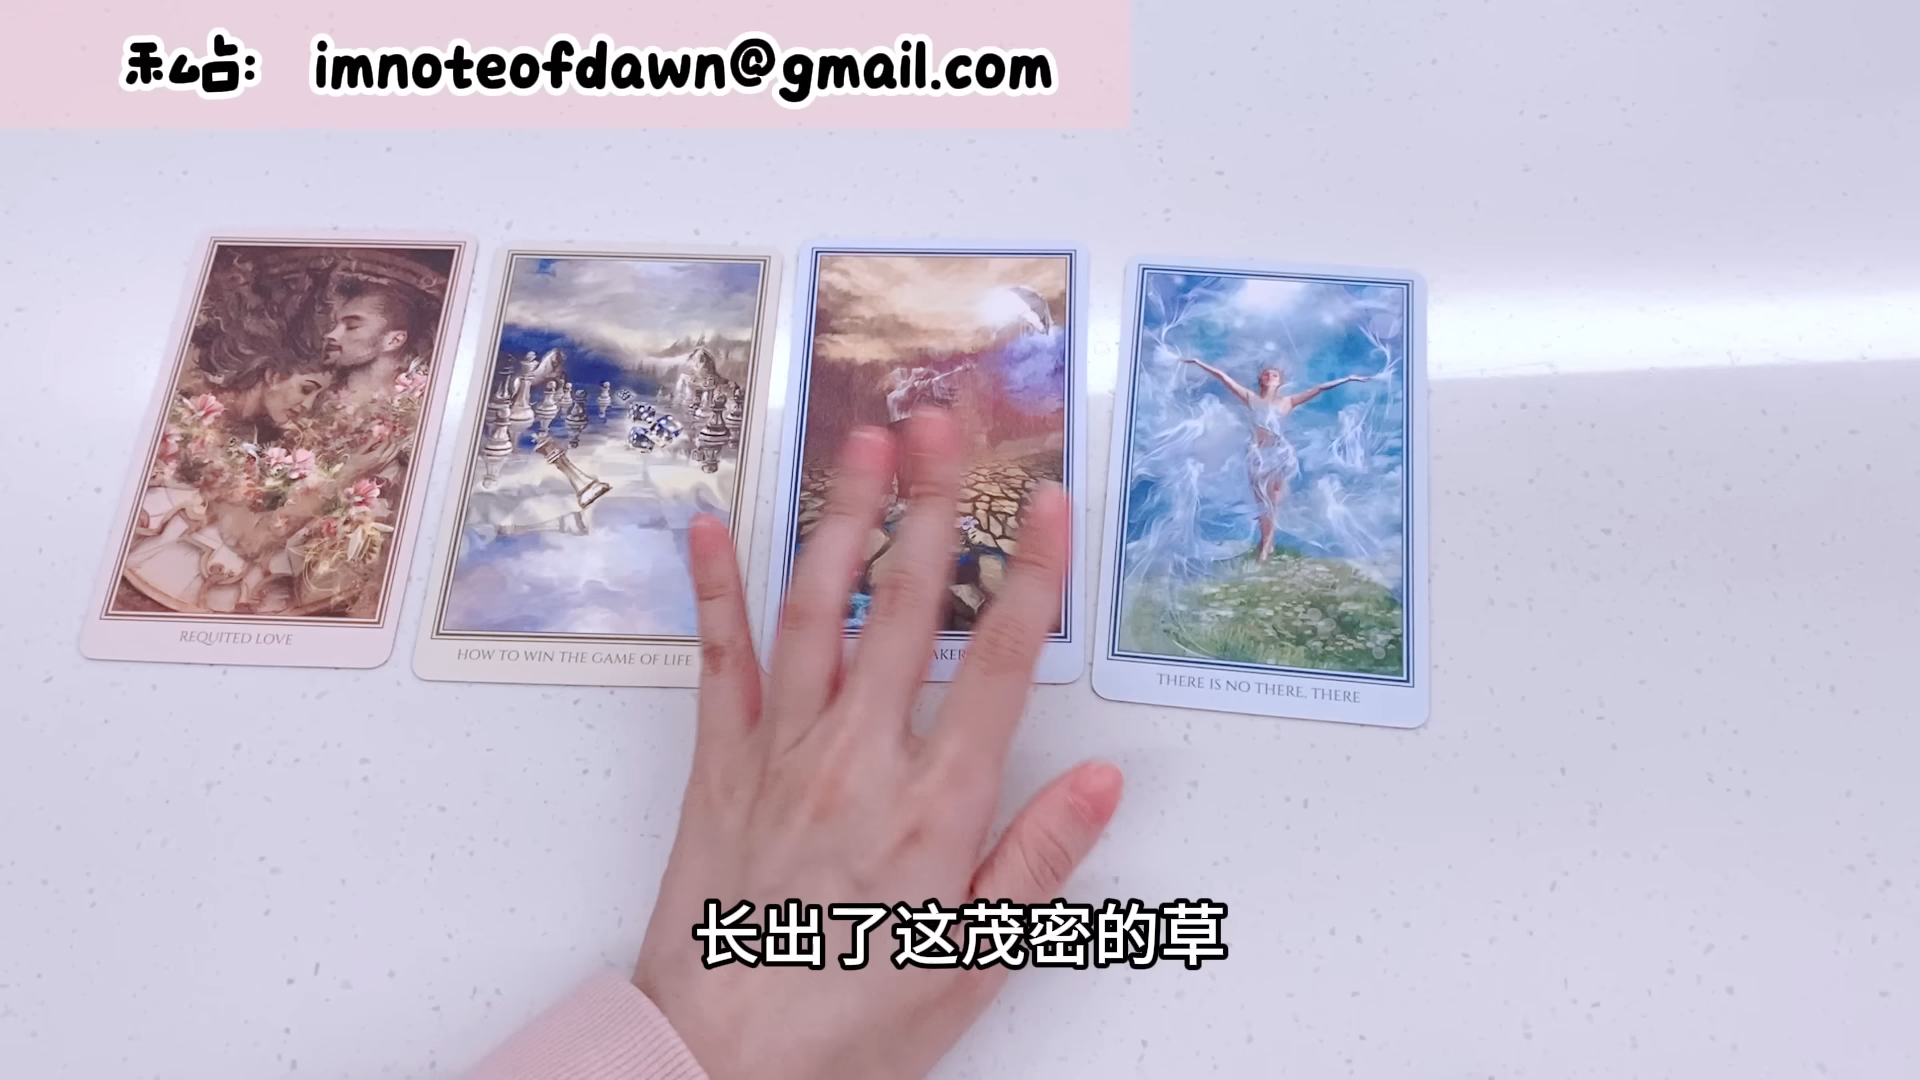 私占: imnoteofdawn@gmail.com
REQUITED LOVE
HOW TO WIN THE GAME OF LIFE
THERE IS NO THERE, THERE
长出了这茂密的草